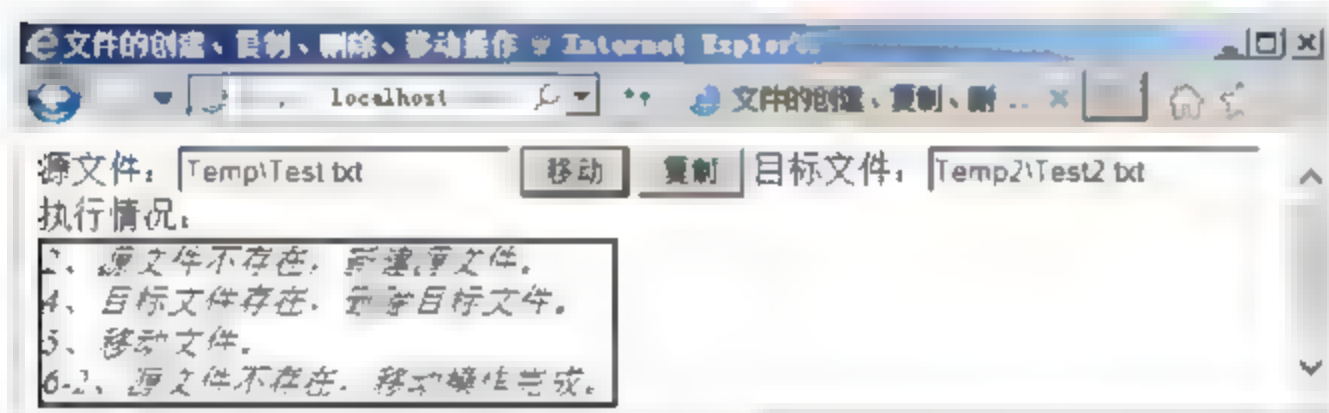 文件的创建、复制、删除、移动操作 - Internet Explorer
localhost 文件的创建、复制、删 ..
源文件: Temp\Test.txt 移动 复制 目标文件: Temp2\Test2.txt
执行情况:
2、源文件不存在, 新建源文件。
4、目标文件存在, 目标文件。
5、移动文件。
6-2、源文件不存在, 移动操作完成。